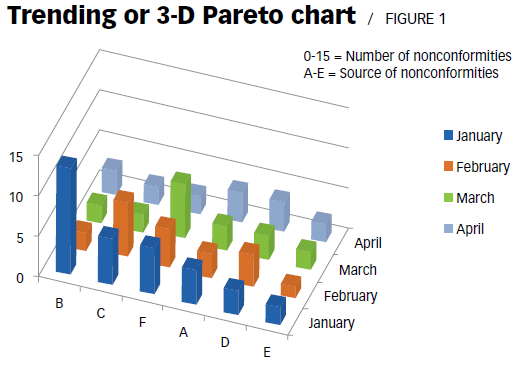 Trending or 3-D Pareto chart / FIGURE 1
0-15 = Number of nonconformities
A-E = Source of nonconformities
January
February
March
April
15
10
5
0
B
C
F
A
D
E
April
March
February
January